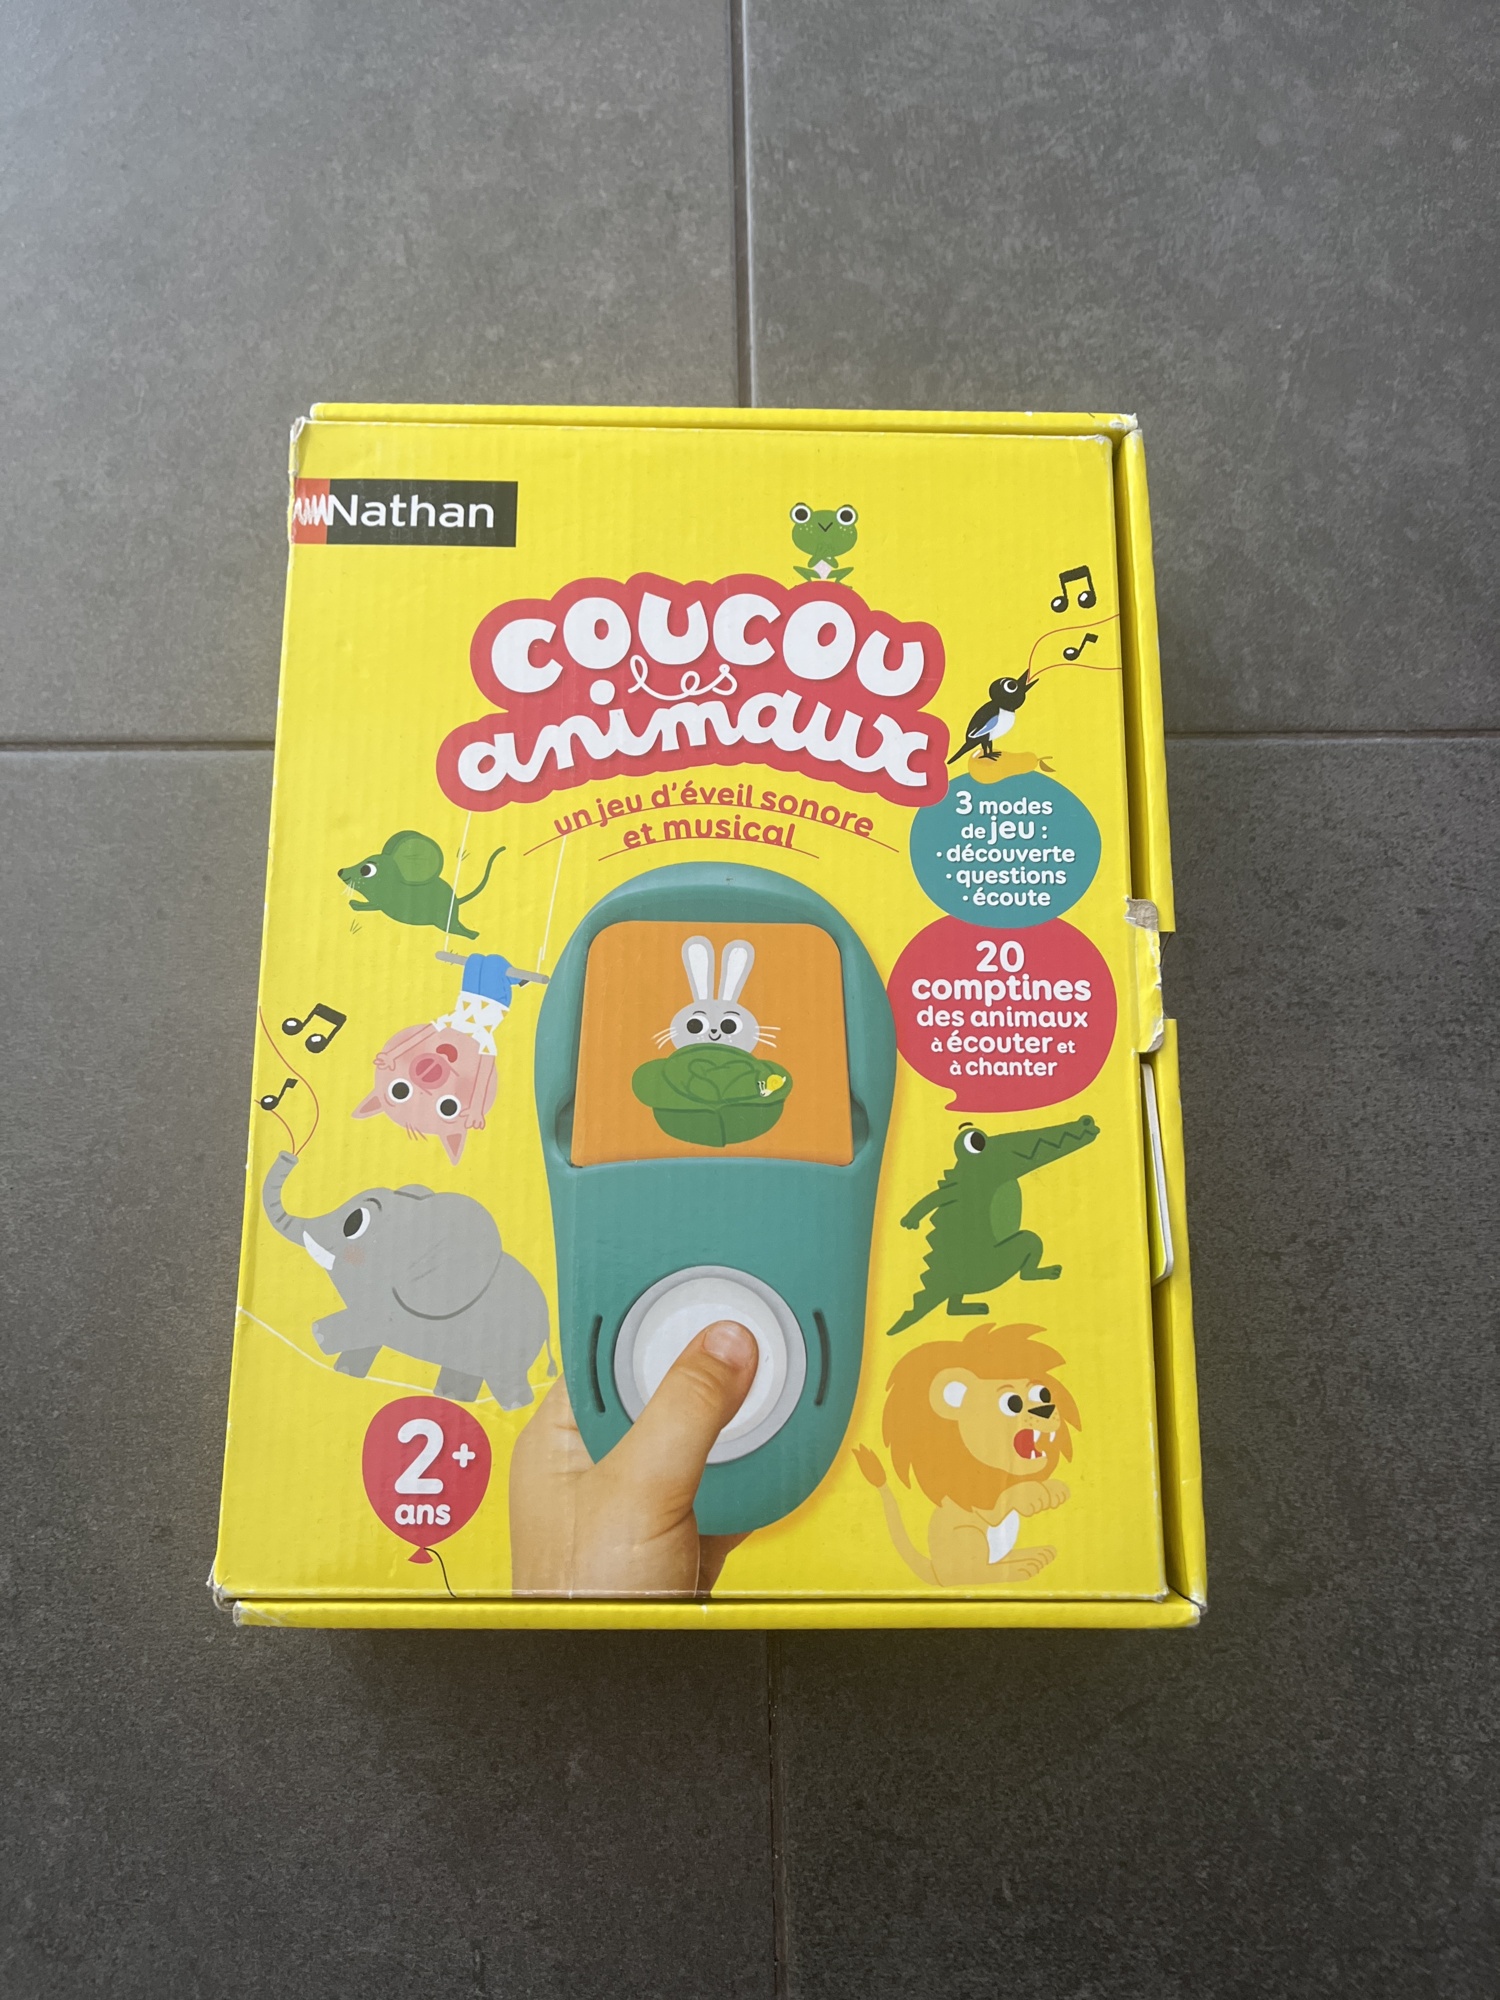 Nathan
coucou
les
animaux
un jeu d'éveil sonore
et musical
3 modes
de jeu :
• découverte
• questions
• écoute
20
comptines
des animaux
à écouter et
à chanter
2+
ans